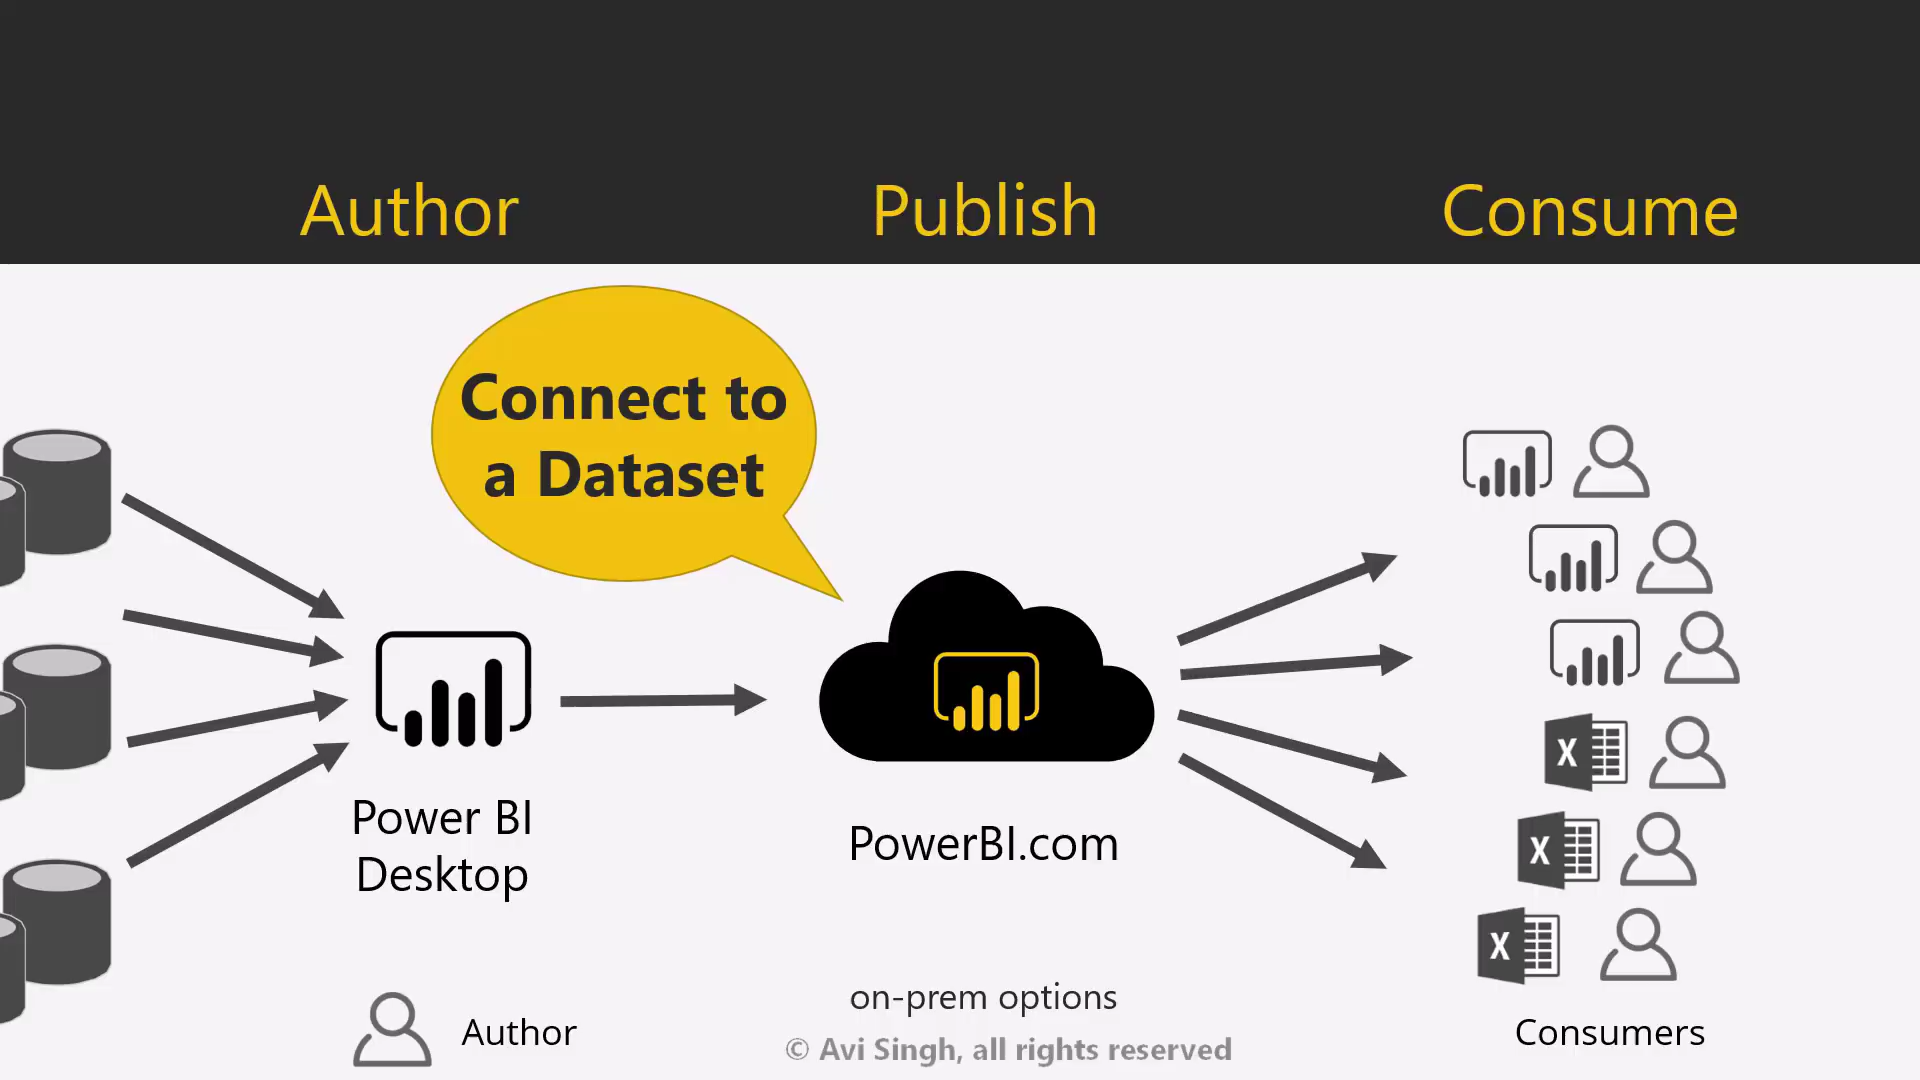 Author
Publish
Consume
Connect to
a Dataset
Power BI
Desktop
PowerBI.com
X
X
X
on-prem options
Author
Consumers
© Avi Singh, all rights reserved